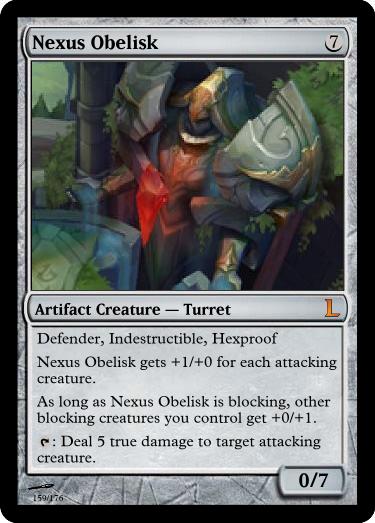 Nexus Obelisk 7
Artifact Creature — Turret L
Defender, Indestructible, Hexproof
Nexus Obelisk gets +1/+0 for each attacking
creature.
As long as Nexus Obelisk is blocking, other
blocking creatures you control get +0/+1.
: Deal 5 true damage to target attacking
creature.
0/7
159/176